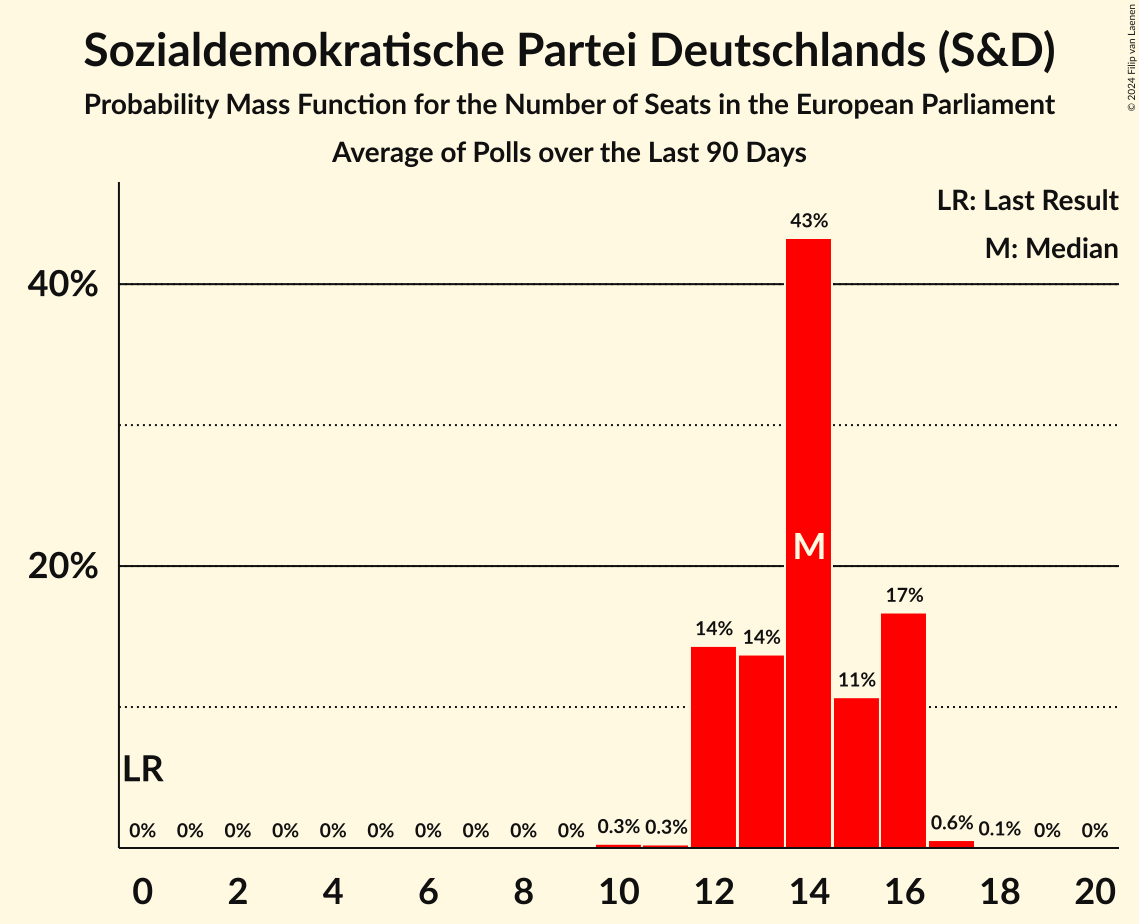 Sozialdemokratische Partei Deutschlands (S&D)
Probability Mass Function for the Number of Seats in the European Parliament
Average of Polls over the Last 90 Days
© 2024 Filip van Laenen
LR: Last Result
M: Median
43%
40%
20%
M
17%
14%
14%
11%
LR
0% 0% 0% 0% 0% 0% 0% 0% 0% 0% 0.3% 0.3% 0.6% 0.1% 0% 0%
0 2 4 6 8 10 12 14 16 18 20